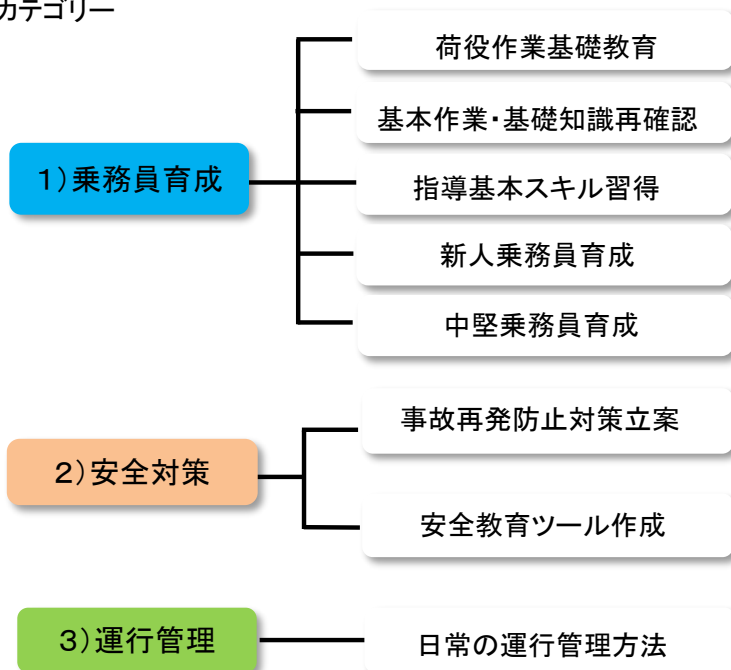 カテゴリー
1)乗務員育成
荷役作業基礎教育
基本作業・基礎知識再確認
指導基本スキル習得
新人乗務員育成
中堅乗務員育成
2)安全対策
事故再発防止対策立案
安全教育ツール作成
3)運行管理
日常の運行管理方法